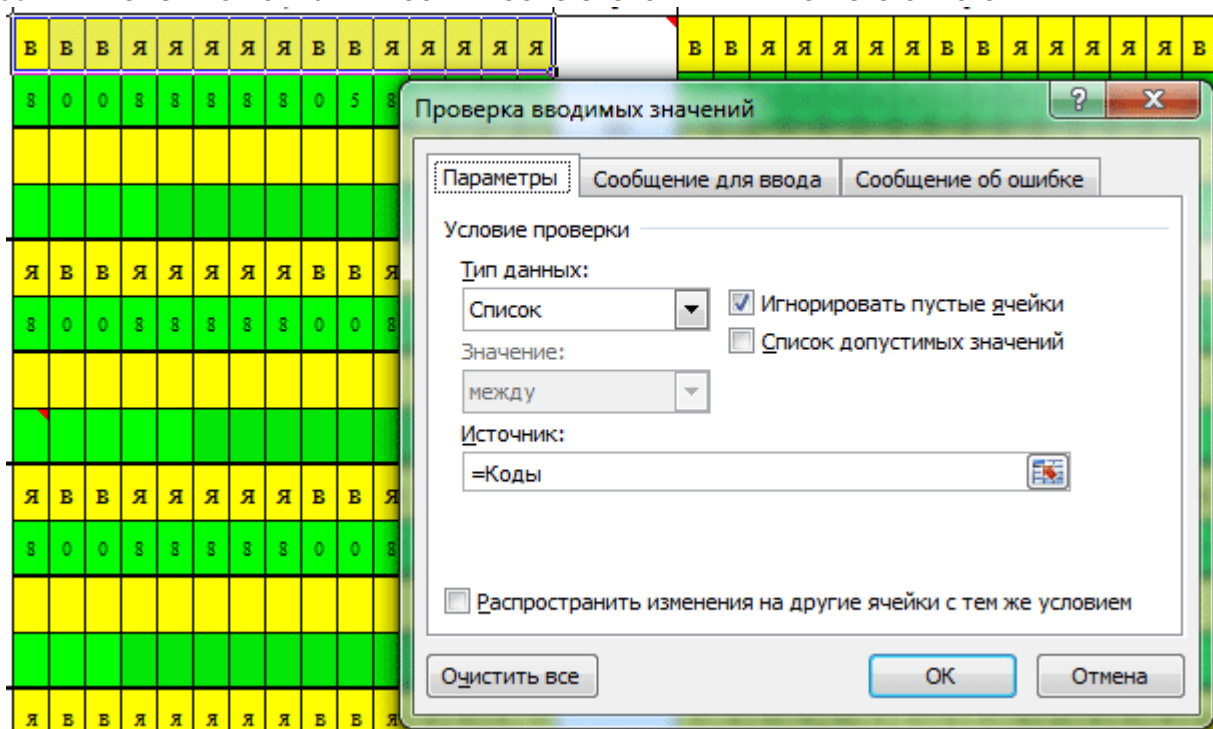 В В В Я Я Я Я Я В В Я Я Я Я Я В В Я Я Я Я Я В В Я Я Я Я Я В
8 0 0 8 8 8 8 8 0 5 8
Проверка вводимых значений
Параметры Сообщение для ввода Сообщение об ошибке
Условие проверки
Я В В Я Я Я Я Я В В Я
Тип данных:
Список Игнорировать пустые ячейки
8 0 0 8 8 8 8 8 0 0 8
Список допустимых значений
Значение:
между
Источник:
=Коды
Я В В Я Я Я Я Я В В Я
8 0 0 8 8 8 8 8 0 0 8
Распространить изменения на другие ячейки с тем же условием
Очистить все ОК Отмена
Я В В Я Я Я Я Я В В Я